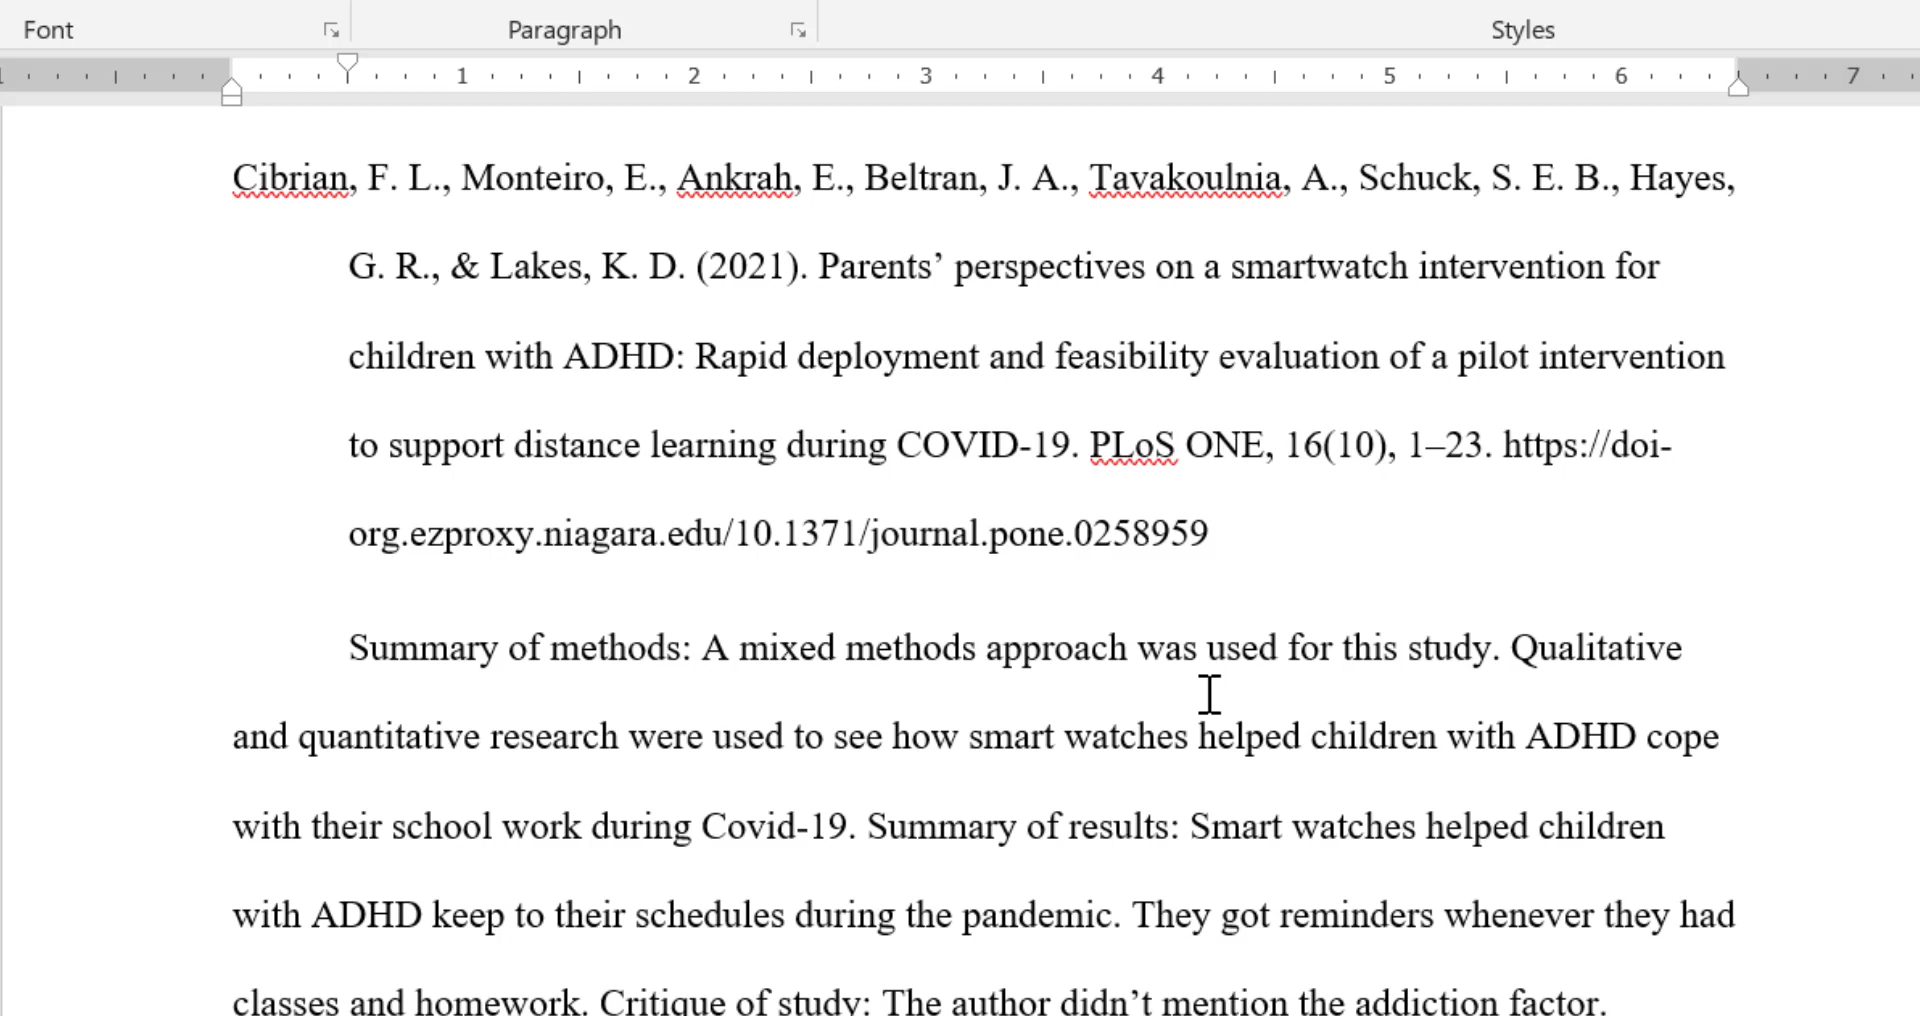 Font Paragraph Styles
1 1 2 3 4 5 6 7
Cibrian, F. L., Monteiro, E., Ankrah, E., Beltran, J. A., Tavakoulnia, A., Schuck, S. E. B., Hayes,
G. R., & Lakes, K. D. (2021). Parents’ perspectives on a smartwatch intervention for
children with ADHD: Rapid deployment and feasibility evaluation of a pilot intervention
to support distance learning during COVID-19. PLoS ONE, 16(10), 1–23. https://doi-
org.ezproxy.niagara.edu/10.1371/journal.pone.0258959
Summary of methods: A mixed methods approach was used for this study. Qualitative
and quantitative research were used to see how smart watches helped children with ADHD cope
with their school work during Covid-19. Summary of results: Smart watches helped children
with ADHD keep to their schedules during the pandemic. They got reminders whenever they had
classes and homework. Critique of study: The author didn’t mention the addiction factor.